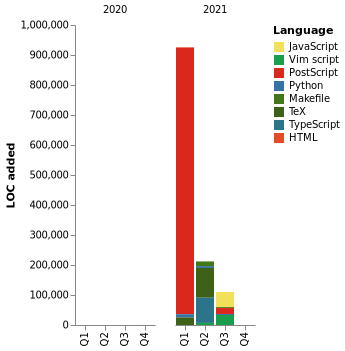 2020 2021
LOC added
1,000,000
900,000
800,000
700,000
600,000
500,000
400,000
300,000
200,000
100,000
0
Q1 Q2 Q3 Q4 Q1 Q2 Q3 Q4
Language
JavaScript
Vim script
PostScript
Python
Makefile
TeX
TypeScript
HTML